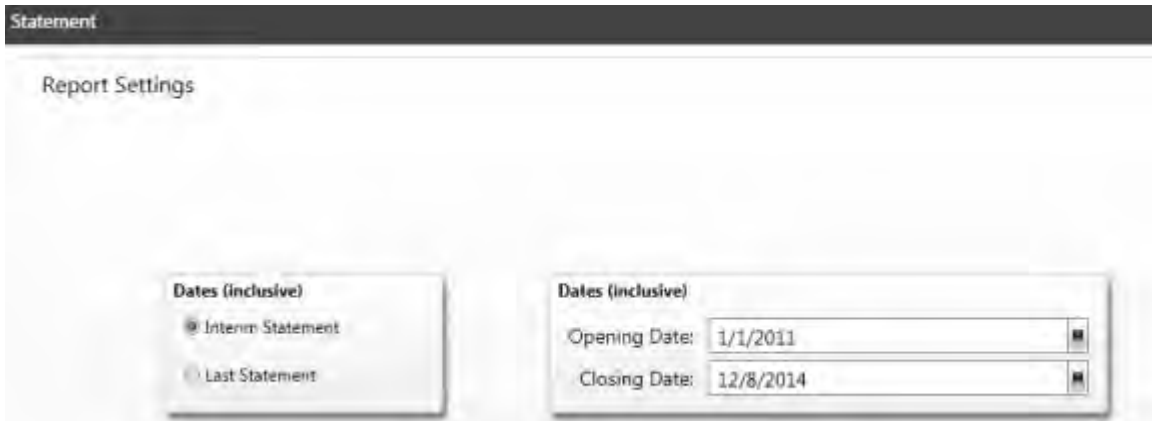 Statement
Report Settings
Dates (inclusive)
Interim Statement
Last Statement
Dates (inclusive)
Opening Date: 1/1/2011
Closing Date: 12/8/2014